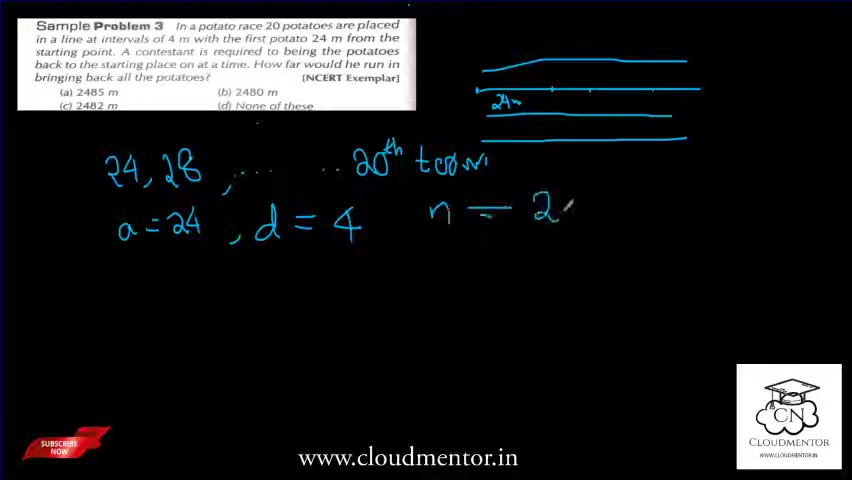 Sample Problem 3 In a potato race 20 potatoes are placed
in a line at intervals of 4 m with the first potato 24 m from the
starting point. A contestant is required to being the potatoes
back to the starting place on at a time. How far would he run in
bringing back all the potatoes? [NCERT Exemplar]
(a) 2485 m (b) 2480 m
(c) 2482 m (d) None of these
24m
24, 28, ..... 20th
a = 24, d = 4 n = 2
SUBSCRIBE
NOW
www.cloudmentor.in
CN
CLOUDMENTOR
WWW.CLOUDMENTOR.IN